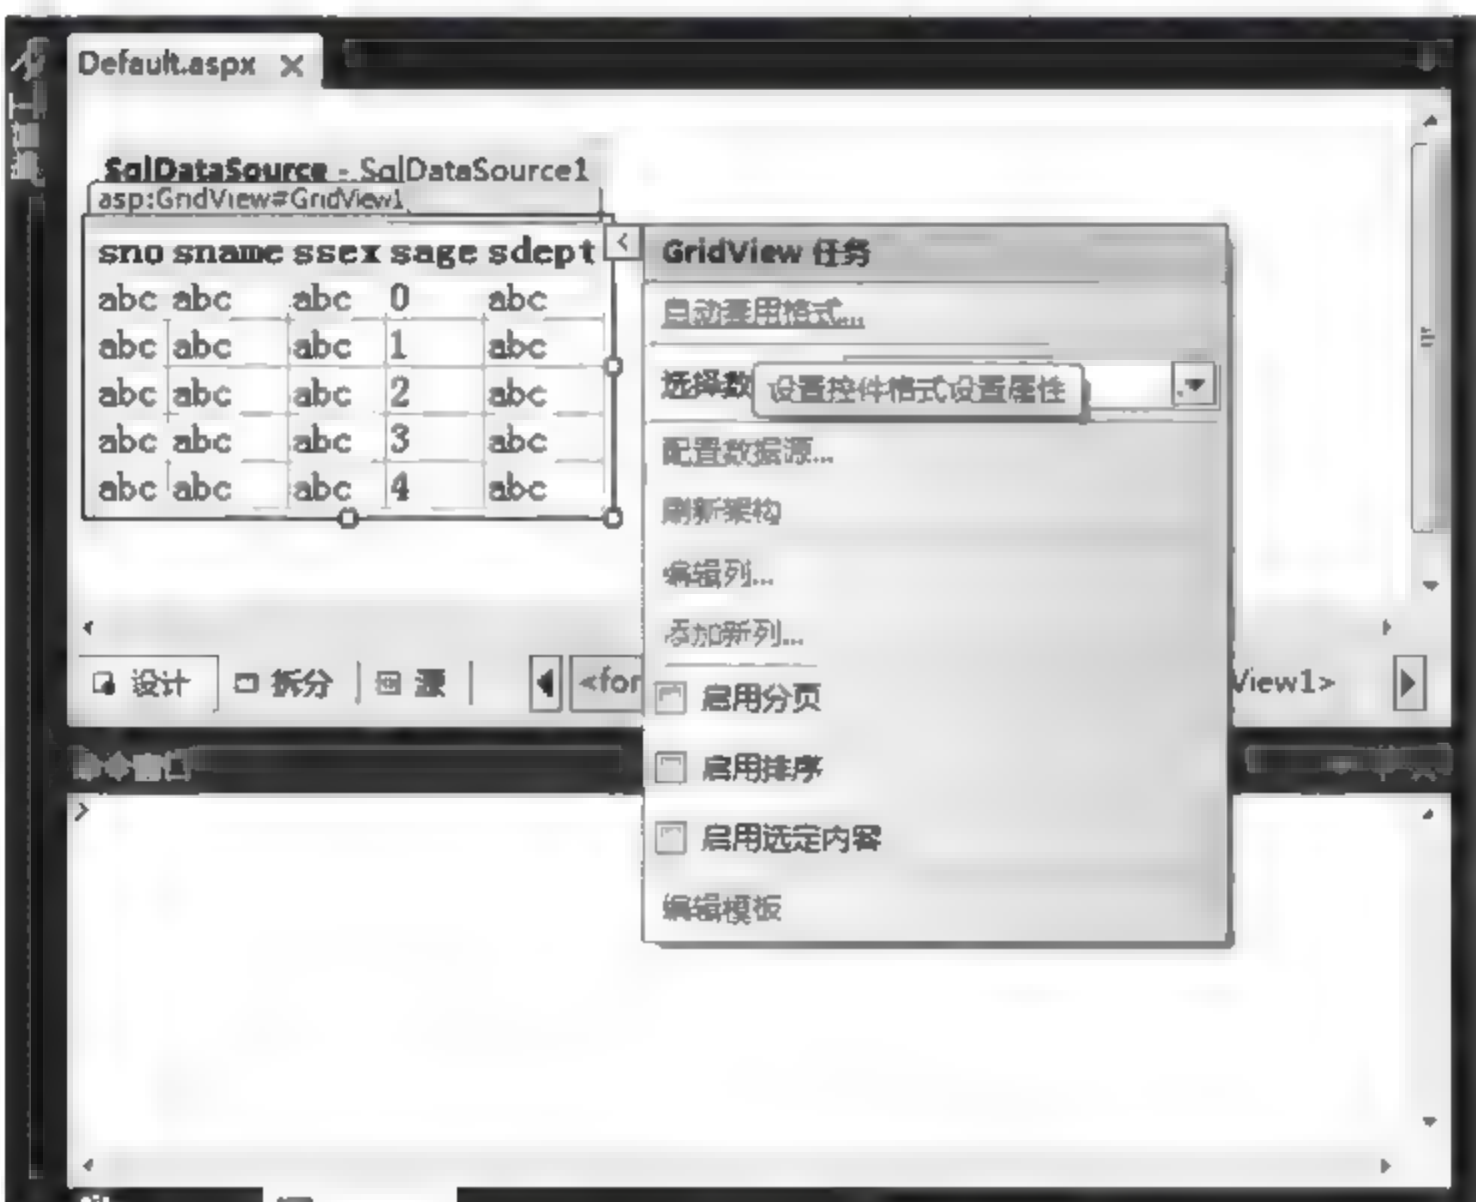 Default.aspx
SqlDataSource - SqlDataSource1
asp:GridView#GridView1
sno sname ssex sage sdept
abc abc abc 0 abc
abc abc abc 1 abc
abc abc abc 2 abc
abc abc abc 3 abc
abc abc abc 4 abc
GridView 任务
自动套用格式...
选择数
设置控件格式设置属性
配置数据源...
刷新架构
编辑列...
添加新列...
启用分页
启用排序
启用选定内容
编辑模板
设计 拆分 源 <for View1>
命令窗口
>